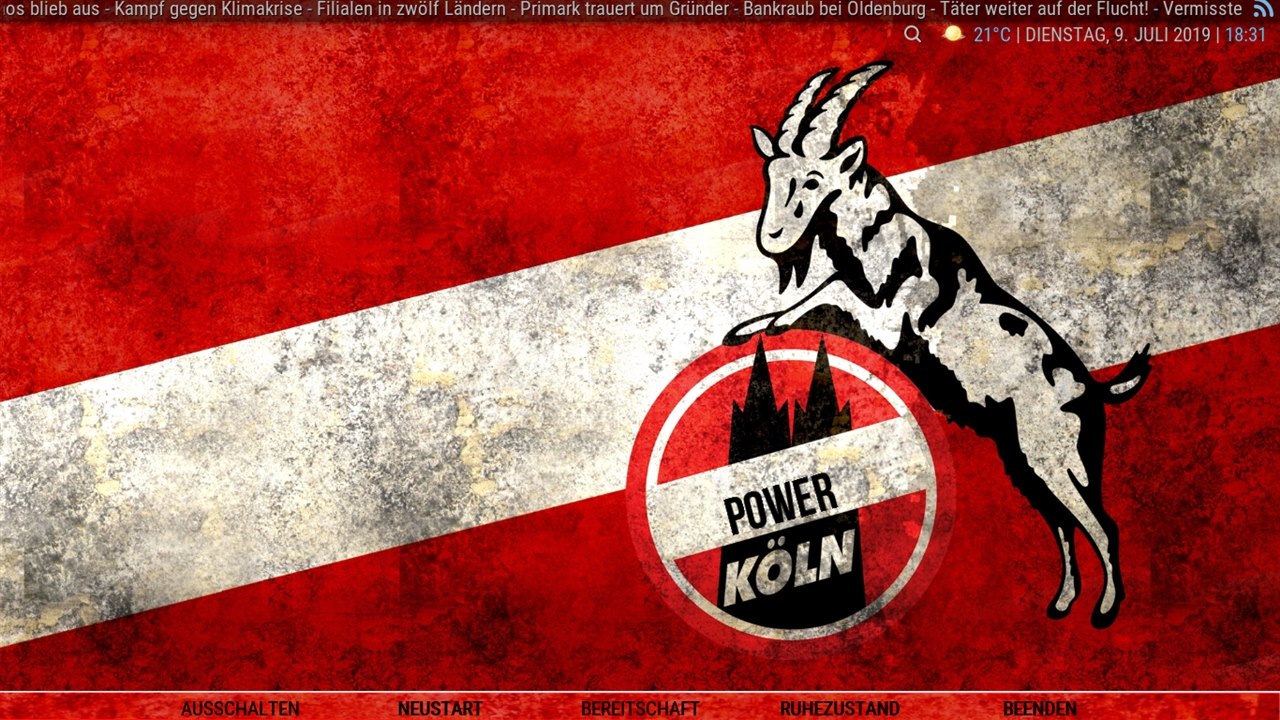 os blieb aus - Kampf gegen Klimakrise - Filialen in zwölf Ländern - Primark trauert um Gründer - Bankraub bei Oldenburg - Täter weiter auf der Flucht! - Vermisste
21°C | DIENSTAG, 9. JULI 2019 | 18:31
POWER
KÖLN
AUSSCHALTEN NEUSTART BEREITSCHAFT RUHEZUSTAND BEENDEN